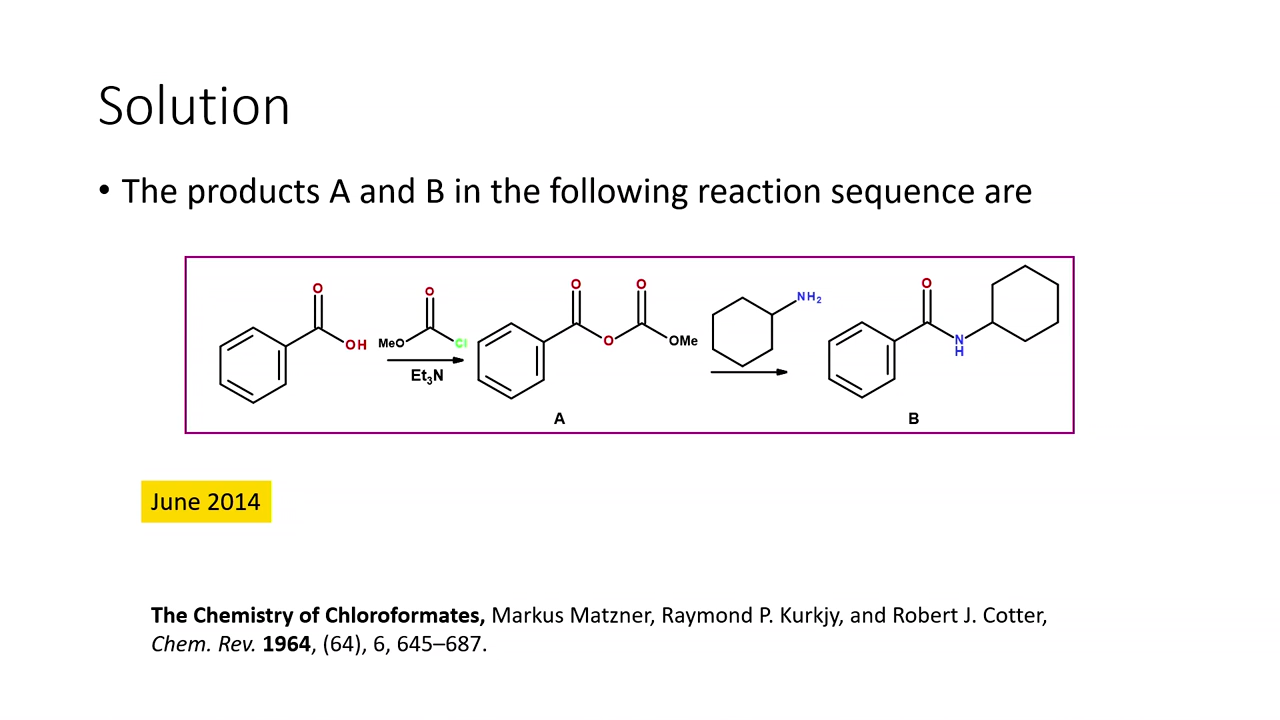 Solution
• The products A and B in the following reaction sequence are
O
OH
O
MeO
Cl
Et₃N
O
O
O
OMe
A
NH₂
O
N
H
B
June 2014
The Chemistry of Chloroformates, Markus Matzner, Raymond P. Kurkjy, and Robert J. Cotter,
Chem. Rev. 1964, (64), 6, 645–687.